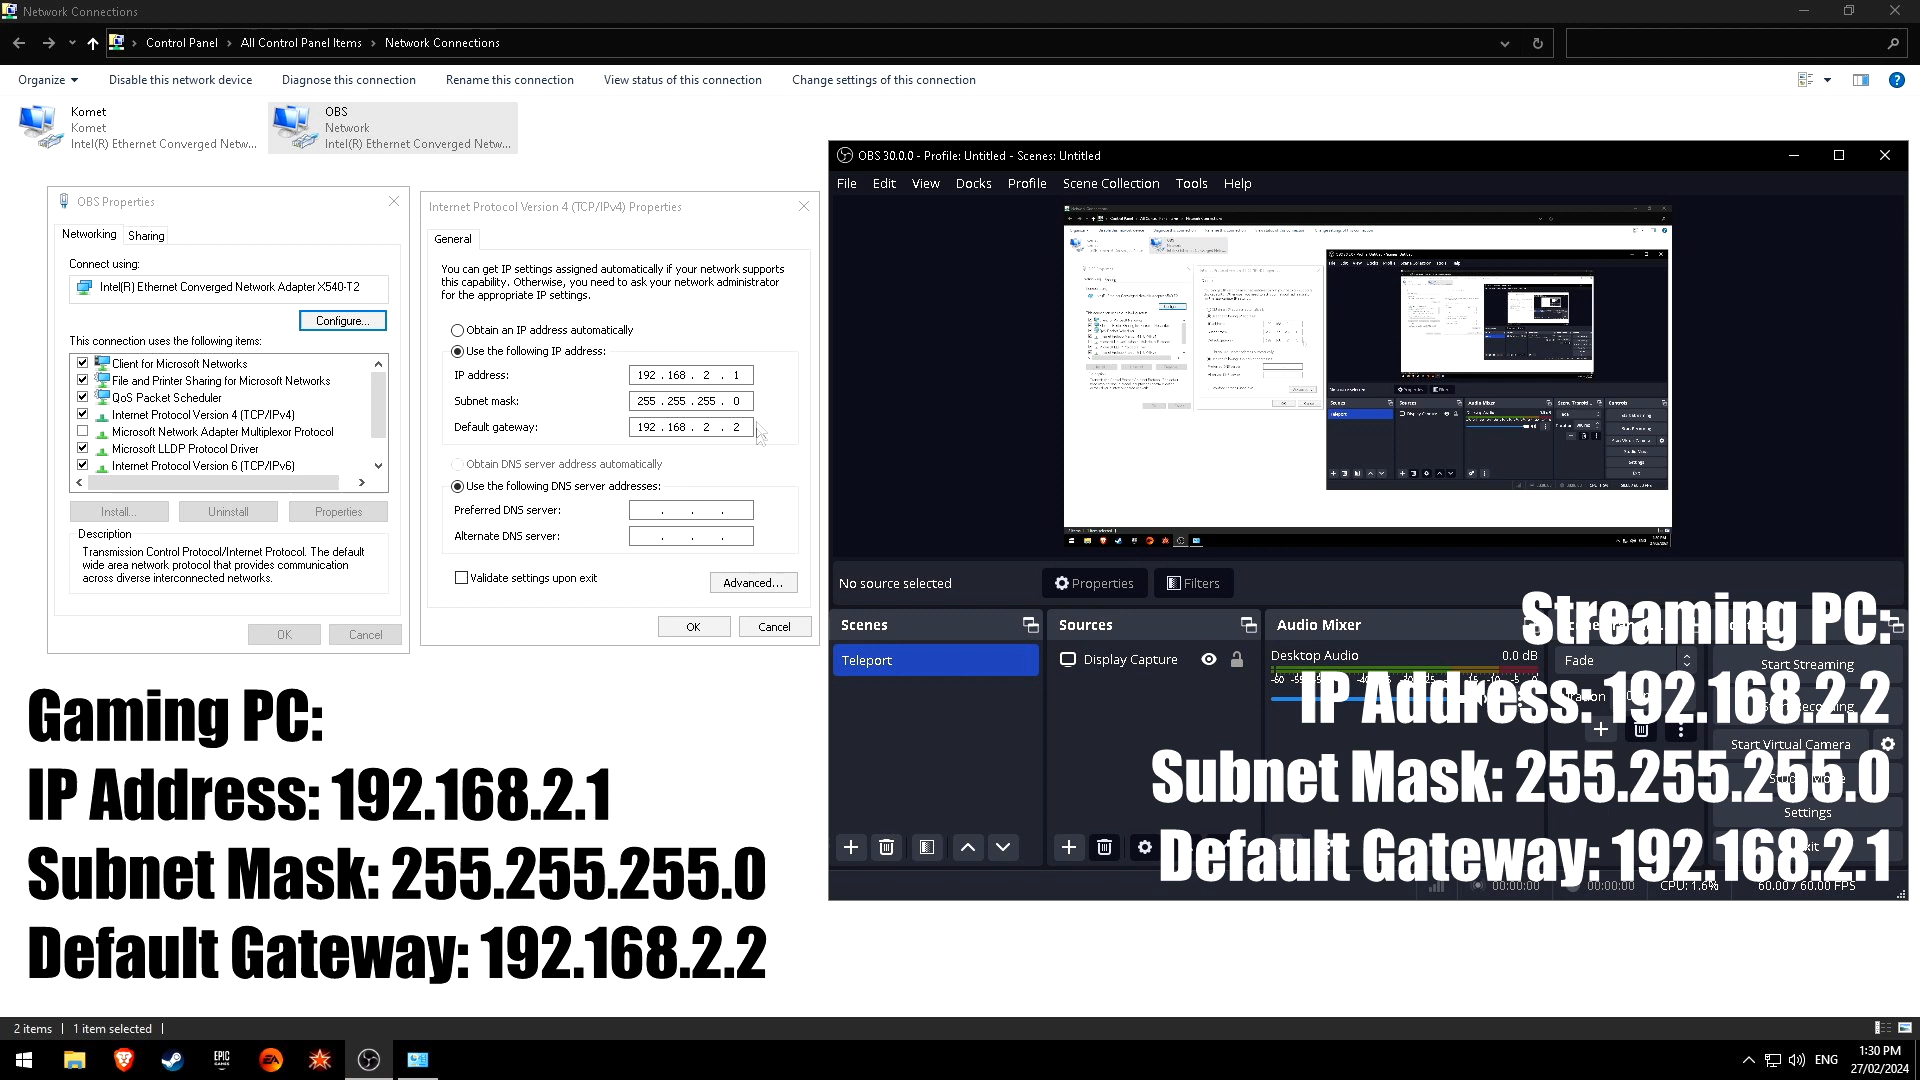 Network Connections
Control Panel › All Control Panel Items › Network Connections
Organize Disable this network device Diagnose this connection Rename this connection View status of this connection Change settings of this connection
Komet
Komet
Intel(R) Ethernet Converged Netw...
OBS
Network
Intel(R) Ethernet Converged Netw...
OBS Properties
Networking Sharing
Connect using:
Intel(R) Ethernet Converged Network Adapter X540-T2
Configure...
This connection uses the following items:
Client for Microsoft Networks
File and Printer Sharing for Microsoft Networks
QoS Packet Scheduler
Internet Protocol Version 4 (TCP/IPv4)
Microsoft Network Adapter Multiplexor Protocol
Microsoft LLDP Protocol Driver
Internet Protocol Version 6 (TCP/IPv6)
Install... Uninstall Properties
Description
Transmission Control Protocol/Internet Protocol. The default
wide area network protocol that provides communication
across diverse interconnected networks.
OK Cancel
Internet Protocol Version 4 (TCP/IPv4) Properties
General
You can get IP settings assigned automatically if your network supports
this capability. Otherwise, you need to ask your network administrator
for the appropriate IP settings.
Obtain an IP address automatically
Use the following IP address:
IP address: 192 . 168 . 2 . 1
Subnet mask: 255 . 255 . 255 . 0
Default gateway: 192 . 168 . 2 . 2
Obtain DNS server address automatically
Use the following DNS server addresses:
Preferred DNS server: . . .
Alternate DNS server: . . .
Validate settings upon exit
Advanced...
OK Cancel
OBS 30.0.0 - Profile: Untitled - Scenes: Untitled
File Edit View Docks Profile Scene Collection Tools Help
No source selected
Properties Filters
Scenes
Teleport
Sources
Display Capture
Audio Mixer
Desktop Audio 0.0 dB
Fade
Start Streaming
Start Virtual Camera
Settings
00:00:00 00:00:00 CPU: 1.6% 60.00 / 60.00 FPS
Streaming PC:
IP Address: 192.168.2.2
Subnet Mask: 255.255.255.0
Default Gateway: 192.168.2.1
Gaming PC:
IP Address: 192.168.2.1
Subnet Mask: 255.255.255.0
Default Gateway: 192.168.2.2
2 items 1 item selected
EPIC GAMES
EA
ENG
1:30 PM
27/02/2024